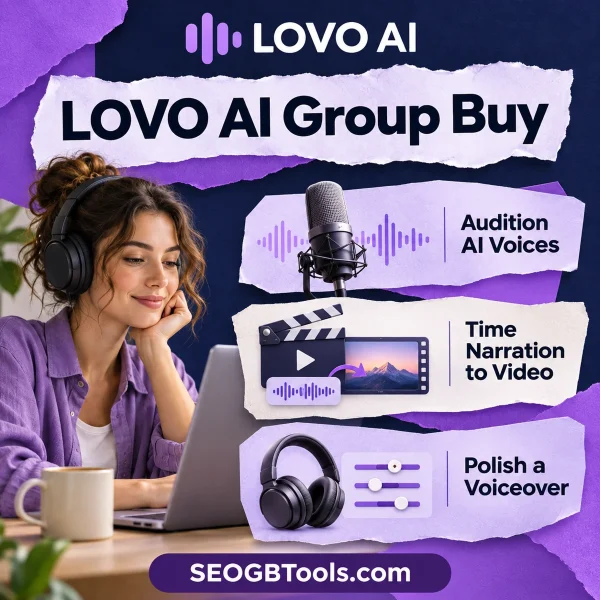 LOVO AI
LOVO AI Group Buy
Audition
AI Voices
Time
Narration
to Video
Polish a
Voiceover
SEOGBTools.com